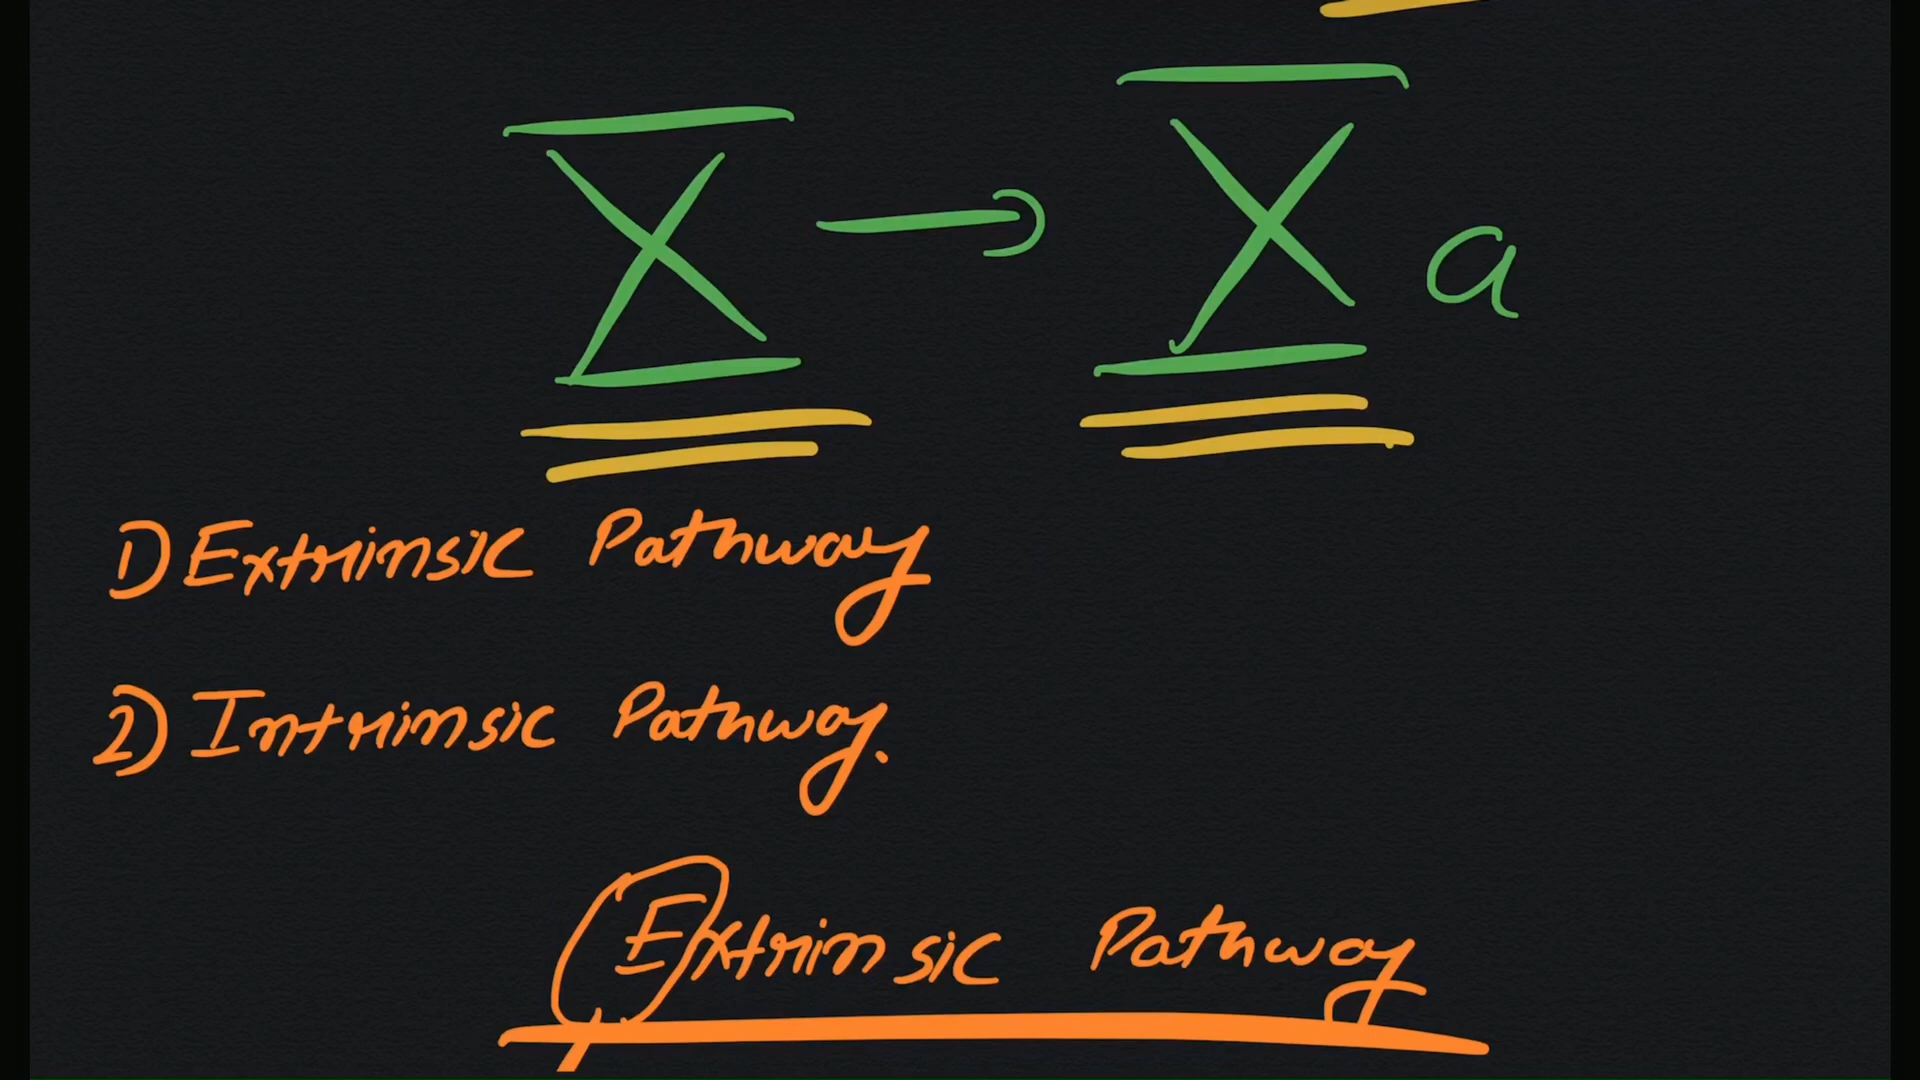 X → Xa
1) Extrinsic Pathway
2) Intrinsic Pathway.
Extrinsic Pathway